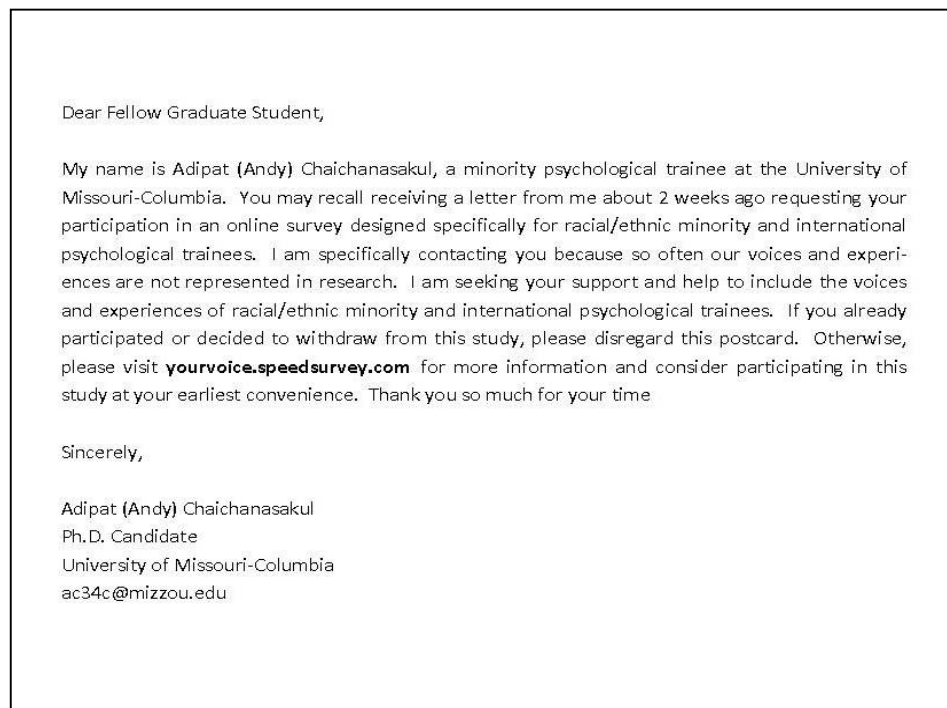 Dear Fellow Graduate Student,
My name is Adipat (Andy) Chaichanasakul, a minority psychological trainee at the University of
Missouri-Columbia.  You may recall receiving a letter from me about 2 weeks ago requesting your
participation in an online survey designed specifically for racial/ethnic minority and international
psychological trainees.  I am specifically contacting you because so often our voices and experi-
ences are not represented in research.  I am seeking your support and help to include the voices
and experiences of racial/ethnic minority and international psychological trainees.  If you already
participated or decided to withdraw from this study, please disregard this postcard.  Otherwise,
please visit yourvoice.speedsurvey.com for more information and consider participating in this
study at your earliest convenience.  Thank you so much for your time
Sincerely,
Adipat (Andy) Chaichanasakul
Ph.D. Candidate
University of Missouri-Columbia
ac34c@mizzou.edu